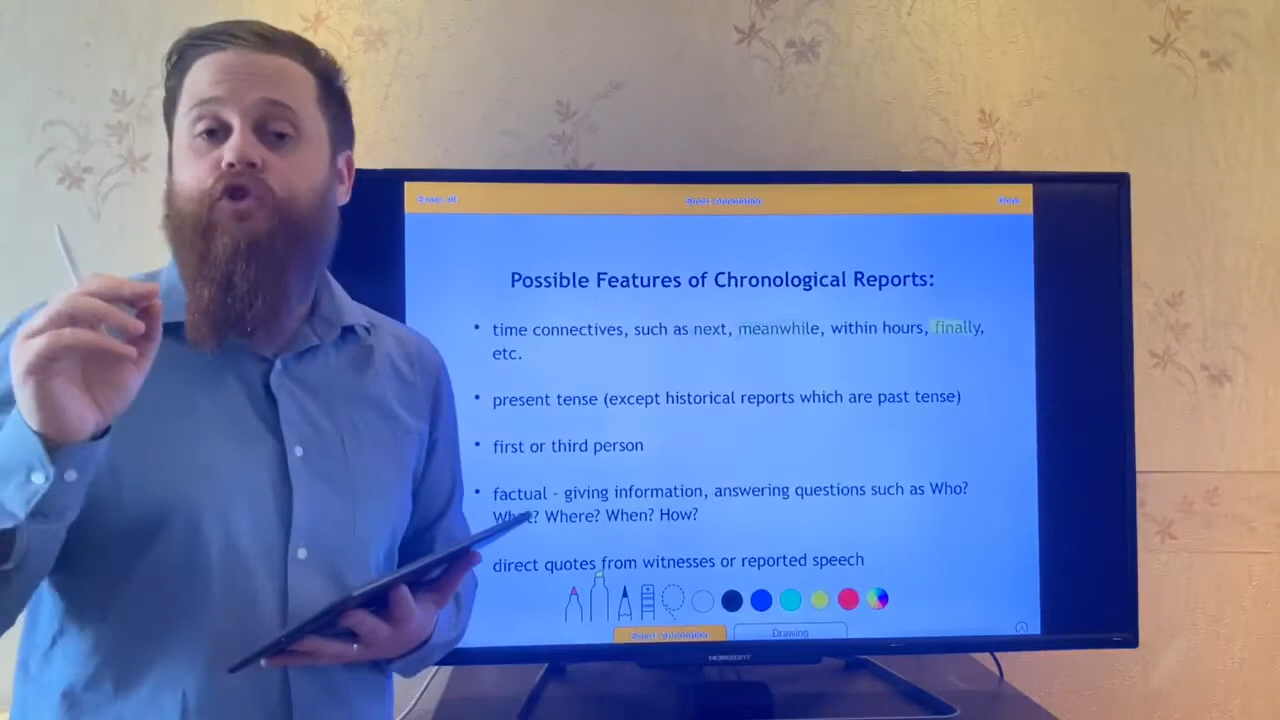 Possible Features of Chronological Reports:
• time connectives, such as next, meanwhile, within hours, finally,
etc.
• present tense (except historical reports which are past tense)
• first or third person
• factual - giving information, answering questions such as Who?
What? Where? When? How?
direct quotes from witnesses or reported speech
Drawing
HORIZONT